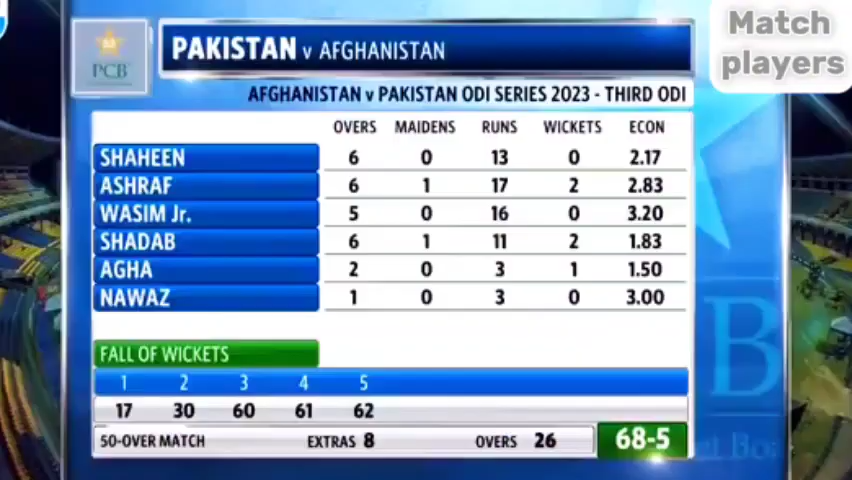 Match
players
PCB
PAKISTAN v AFGHANISTAN
AFGHANISTAN v PAKISTAN ODI SERIES 2023 - THIRD ODI
OVERS MAIDENS RUNS WICKETS ECON
SHAHEEN 6 0 13 0 2.17
ASHRAF 6 1 17 2 2.83
WASIM Jr. 5 0 16 0 3.20
SHADAB 6 1 11 2 1.83
AGHA 2 0 3 1 1.50
NAWAZ 1 0 3 0 3.00
FALL OF WICKETS
1 2 3 4 5
17 30 60 61 62
50-OVER MATCH EXTRAS 8 OVERS 26 68-5
B